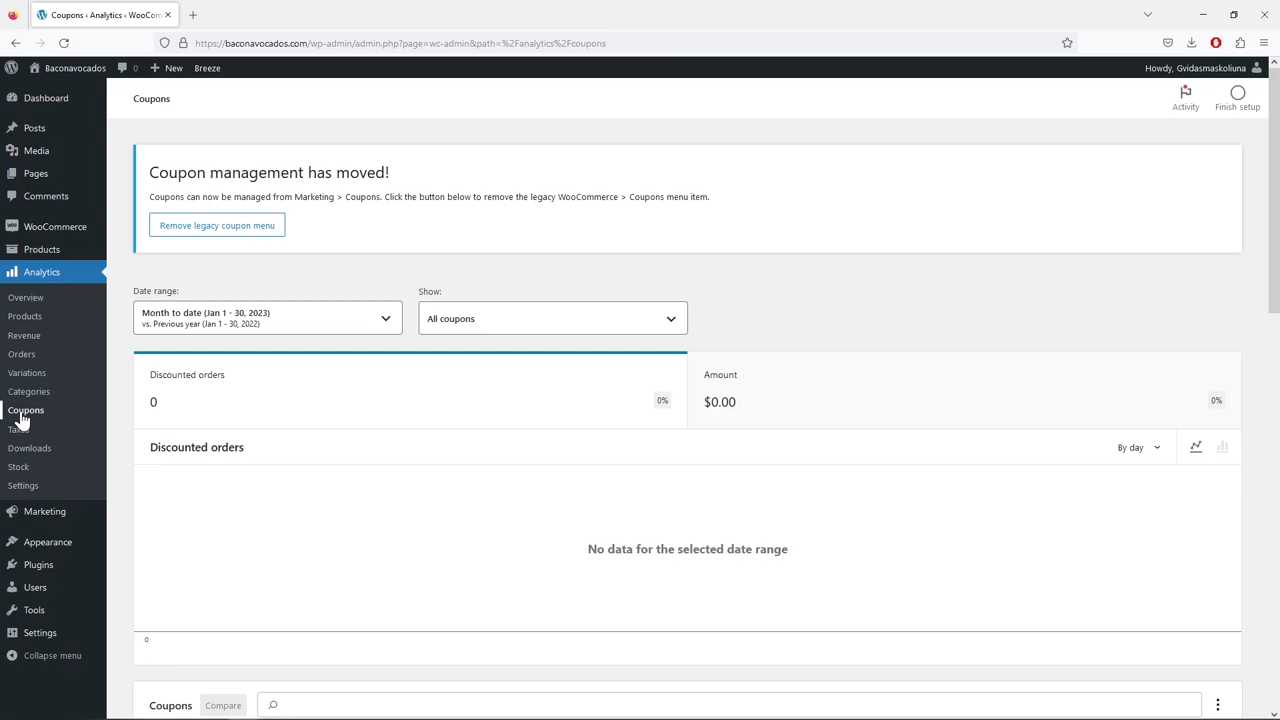 Coupons ‹ Analytics ‹ WooCom
https://baconavocados.com/wp-admin/admin.php?page=wc-admin&path=%2Fanalytics%2Fcoupons
Baconavocados 0 New Breeze Howdy, Gvidasmaskoliuna
Dashboard
Posts
Media
Pages
Comments
WooCommerce
Products
Analytics
Overview
Products
Revenue
Orders
Variations
Categories
Coupons
Downloads
Stock
Settings
Marketing
Appearance
Plugins
Users
Tools
Settings
Collapse menu
Coupons
Activity
Finish setup
Coupon management has moved!
Coupons can now be managed from Marketing > Coupons. Click the button below to remove the legacy WooCommerce > Coupons menu item.
Remove legacy coupon menu
Date range:
Month to date (Jan 1 - 30, 2023)
vs. Previous year (Jan 1 - 30, 2022)
Show:
All coupons
Discounted orders
0 0%
Amount
$0.00 0%
Discounted orders By day
No data for the selected date range
0
Coupons Compare